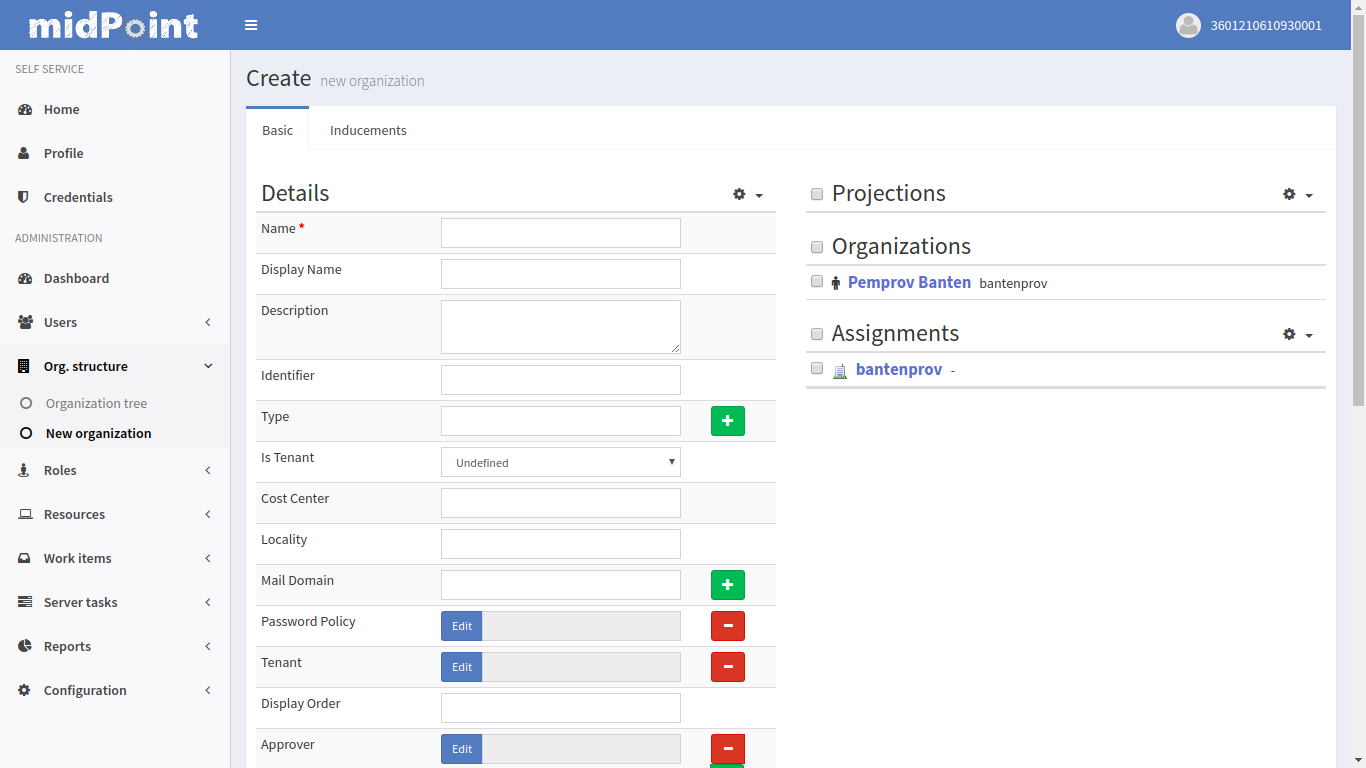 midPoint
3601210610930001
SELF SERVICE
Home
Profile
Credentials
ADMINISTRATION
Dashboard
Users
Org. structure
Organization tree
New organization
Roles
Resources
Work items
Server tasks
Reports
Configuration
Create new organization
Basic Inducements
Details
Name *
Display Name
Description
Identifier
Type
Is Tenant Undefined
Cost Center
Locality
Mail Domain
Password Policy Edit
Tenant Edit
Display Order
Approver Edit
Projections
Organizations
Pemprov Banten bantenprov
Assignments
bantenprov -